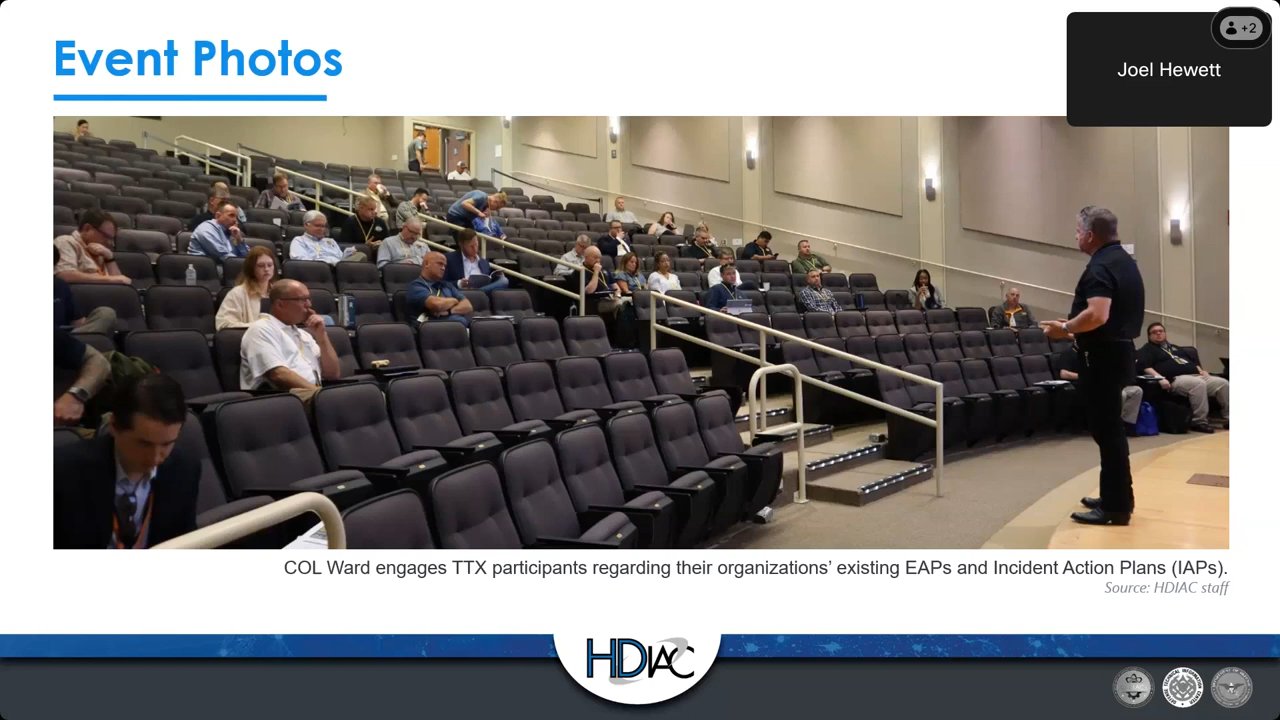 Event Photos
+2
Joel Hewett
COL Ward engages TTX participants regarding their organizations’ existing EAPs and Incident Action Plans (IAPs).
Source: HDIAC staff
HDIAC